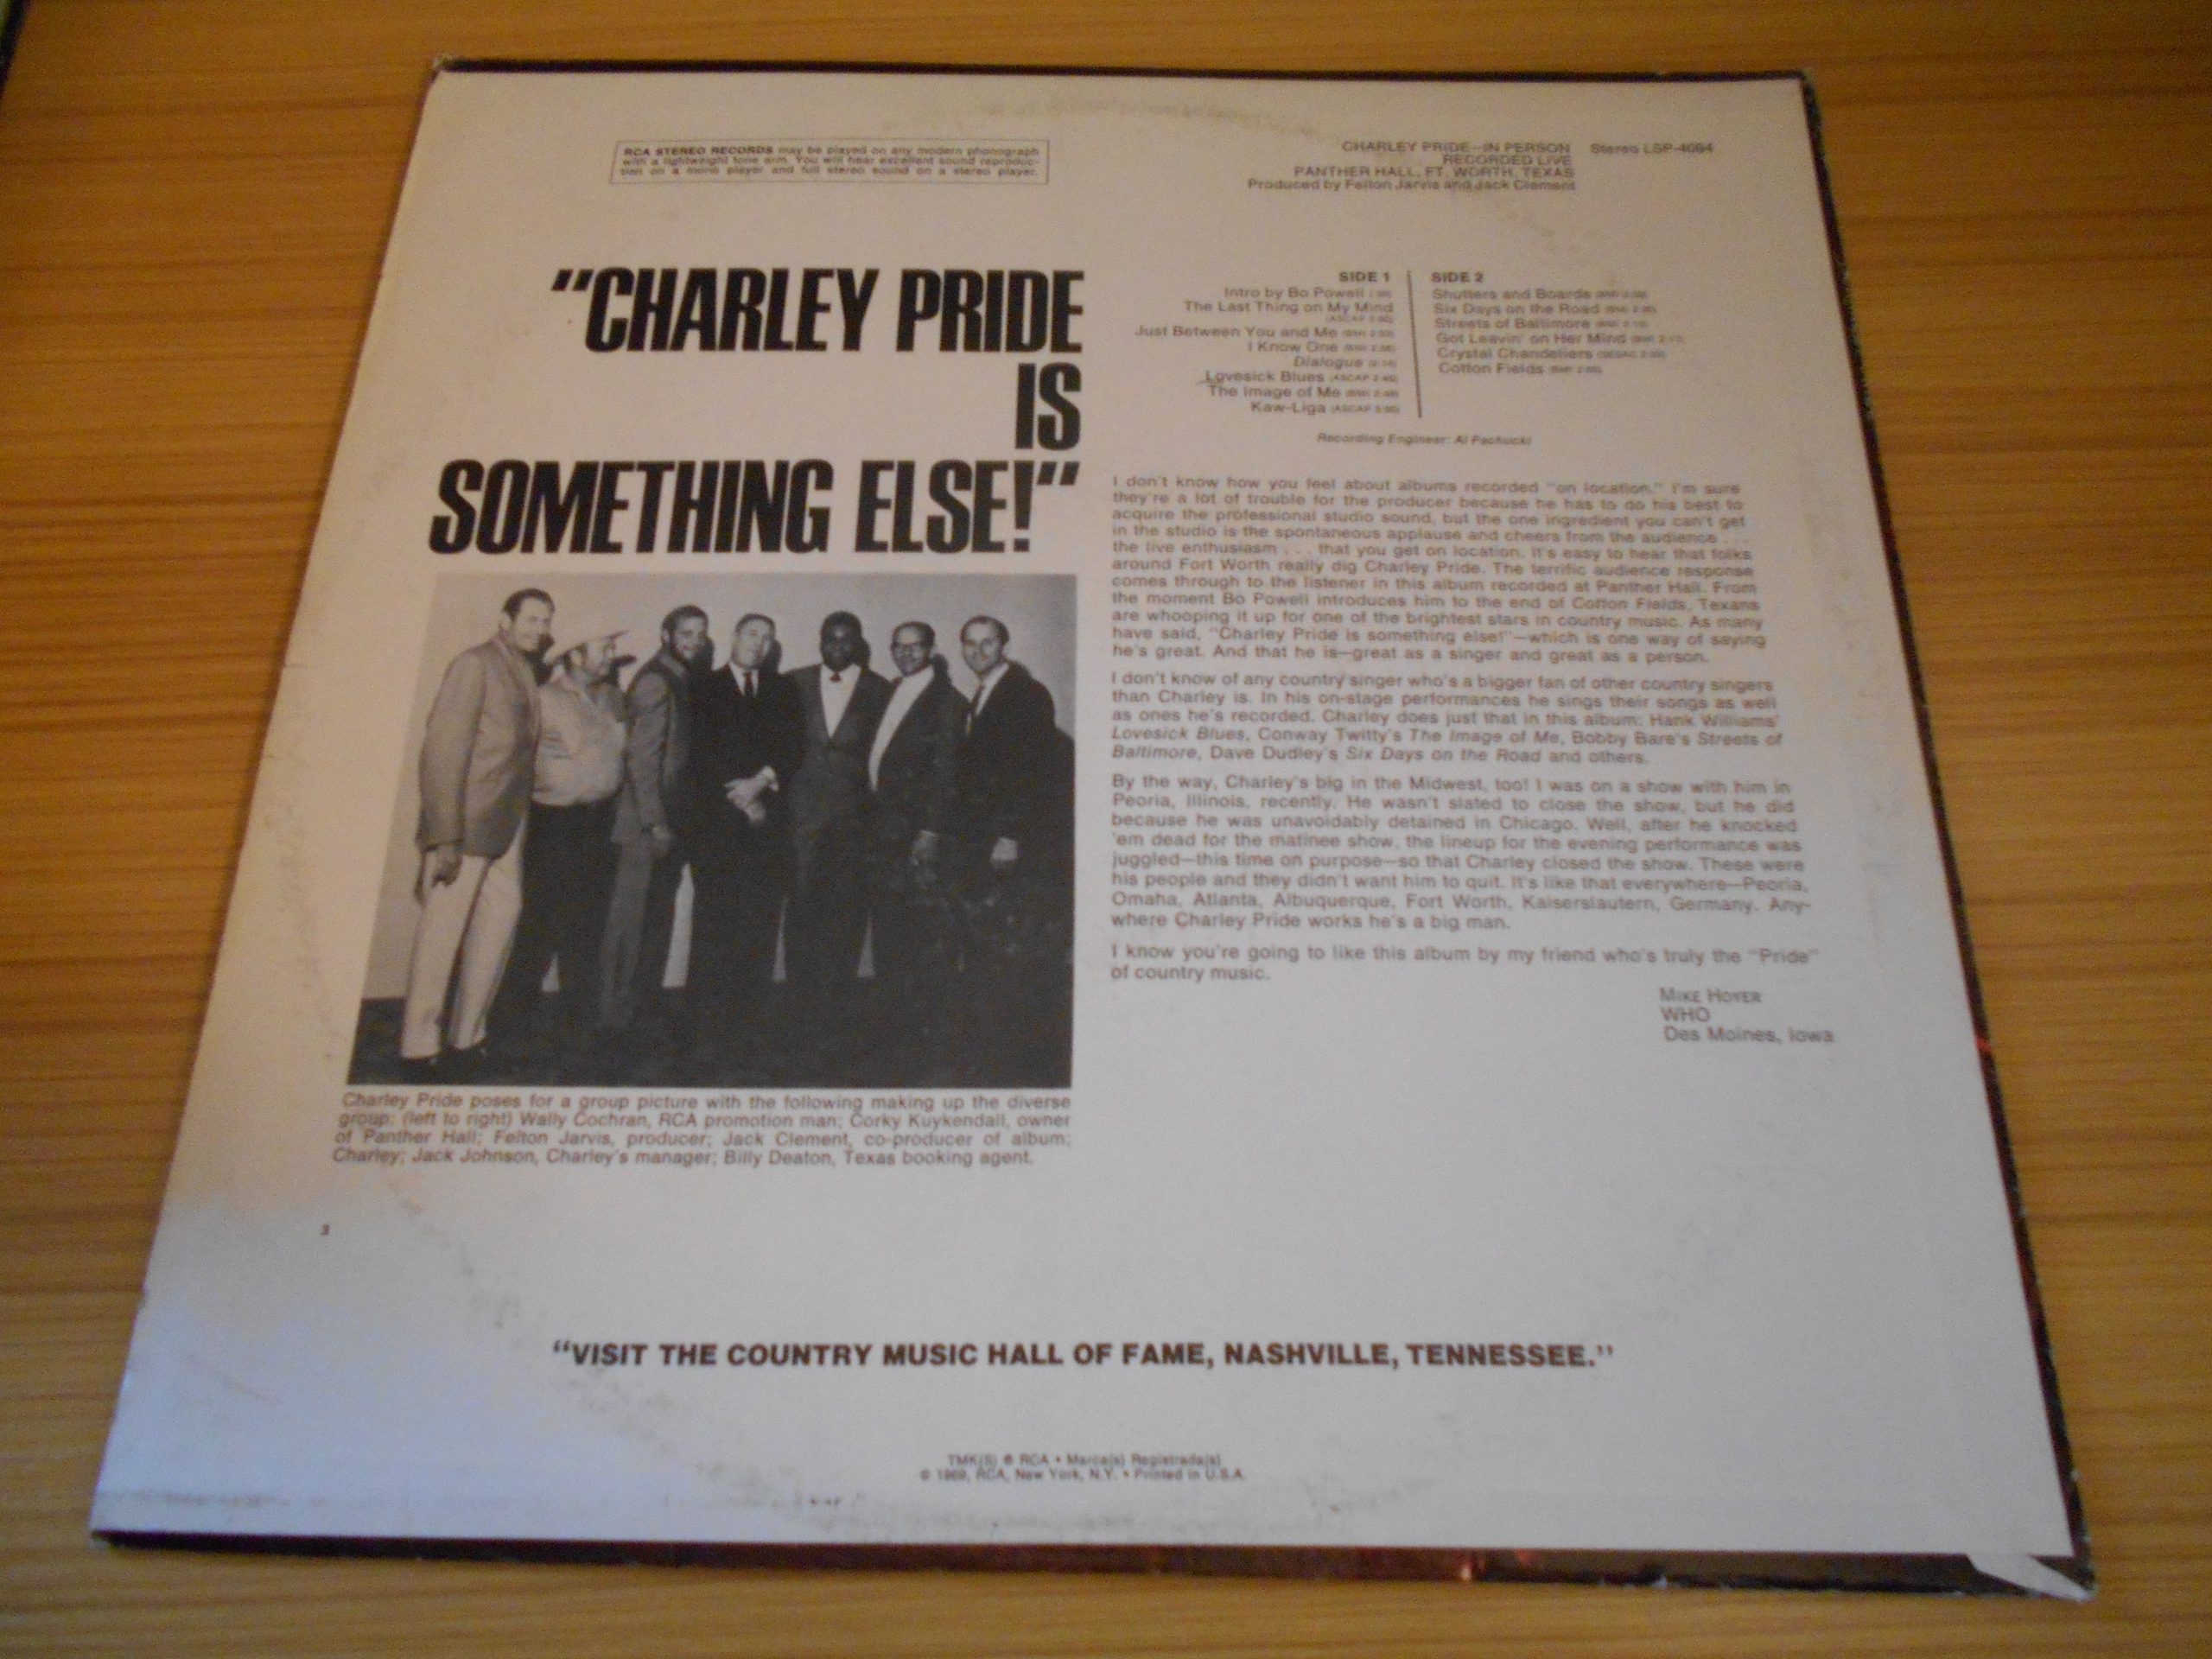 RCA STEREO RECORDS may be played on any modern phonograph
with a lightweight tone arm. You will hear excellent sound reproduc-
tion on a mono player and full stereo sound on a stereo player.
CHARLEY PRIDE—IN PERSON Stereo LSP-4094
RECORDED LIVE
PANTHER HALL, FT. WORTH, TEXAS
Produced by Felton Jarvis and Jack Clement
"CHARLEY PRIDE
IS
SOMETHING ELSE!"
SIDE 1
Intro by Bo Powell
The Last Thing on My Mind
Just Between You and Me
I Know One
Dialogue
Lovesick Blues
The Image of Me
Kaw-Liga
SIDE 2
Shutters and Boards
Six Days on the Road
Streets of Baltimore
Got Leavin' on Her Mind
Crystal Chandeliers
Cotton Fields
Recording Engineer: Al Pachucki
I don't know how you feel about albums recorded "on location." I'm sure
they're a lot of trouble for the producer because he has to do his best to
acquire the professional studio sound, but the one ingredient you can't get
in the studio is the spontaneous applause and cheers from the audience . . .
the live enthusiasm . . . that you get on location. It's easy to hear that folks
around Fort Worth really dig Charley Pride. The terrific audience response
comes through to the listener in this album recorded at Panther Hall. From
the moment Bo Powell introduces him to the end of Cotton Fields, Texans
are whooping it up for one of the brightest stars in country music. As many
have said, "Charley Pride is something else!"—which is one way of saying
he's great. And that he is—great as a singer and great as a person.
I don't know of any country singer who's a bigger fan of other country singers
than Charley is. In his on-stage performances he sings their songs as well
as ones he's recorded. Charley does just that in this album: Hank Williams'
Lovesick Blues, Conway Twitty's The Image of Me, Bobby Bare's Streets of
Baltimore, Dave Dudley's Six Days on the Road and others.
By the way, Charley's big in the Midwest, too! I was on a show with him in
Peoria, Illinois, recently. He wasn't slated to close the show, but he did
because he was unavoidably detained in Chicago. Well, after he knocked
'em dead for the matinee show, the lineup for the evening performance was
juggled—this time on purpose—so that Charley closed the show. These were
his people and they didn't want him to quit. It's like that everywhere—Peoria,
Omaha, Atlanta, Albuquerque, Fort Worth, Kaiserslautern, Germany. Any-
where Charley Pride works he's a big man.
I know you're going to like this album by my friend who's truly the "Pride"
of country music.
MIKE HOYER
WHO
Des Moines, Iowa
Charley Pride poses for a group picture with the following making up the diverse
group: (left to right) Wally Cochran, RCA promotion man; Corky Kuykendall, owner
of Panther Hall; Felton Jarvis, producer; Jack Clement, co-producer of album;
Charley; Jack Johnson, Charley's manager; Billy Deaton, Texas booking agent.
3
"VISIT THE COUNTRY MUSIC HALL OF FAME, NASHVILLE, TENNESSEE."
TMK(S) ® RCA • Marca(s) Registrada(s)
© 1969, RCA, New York, N.Y. • Printed in U.S.A.